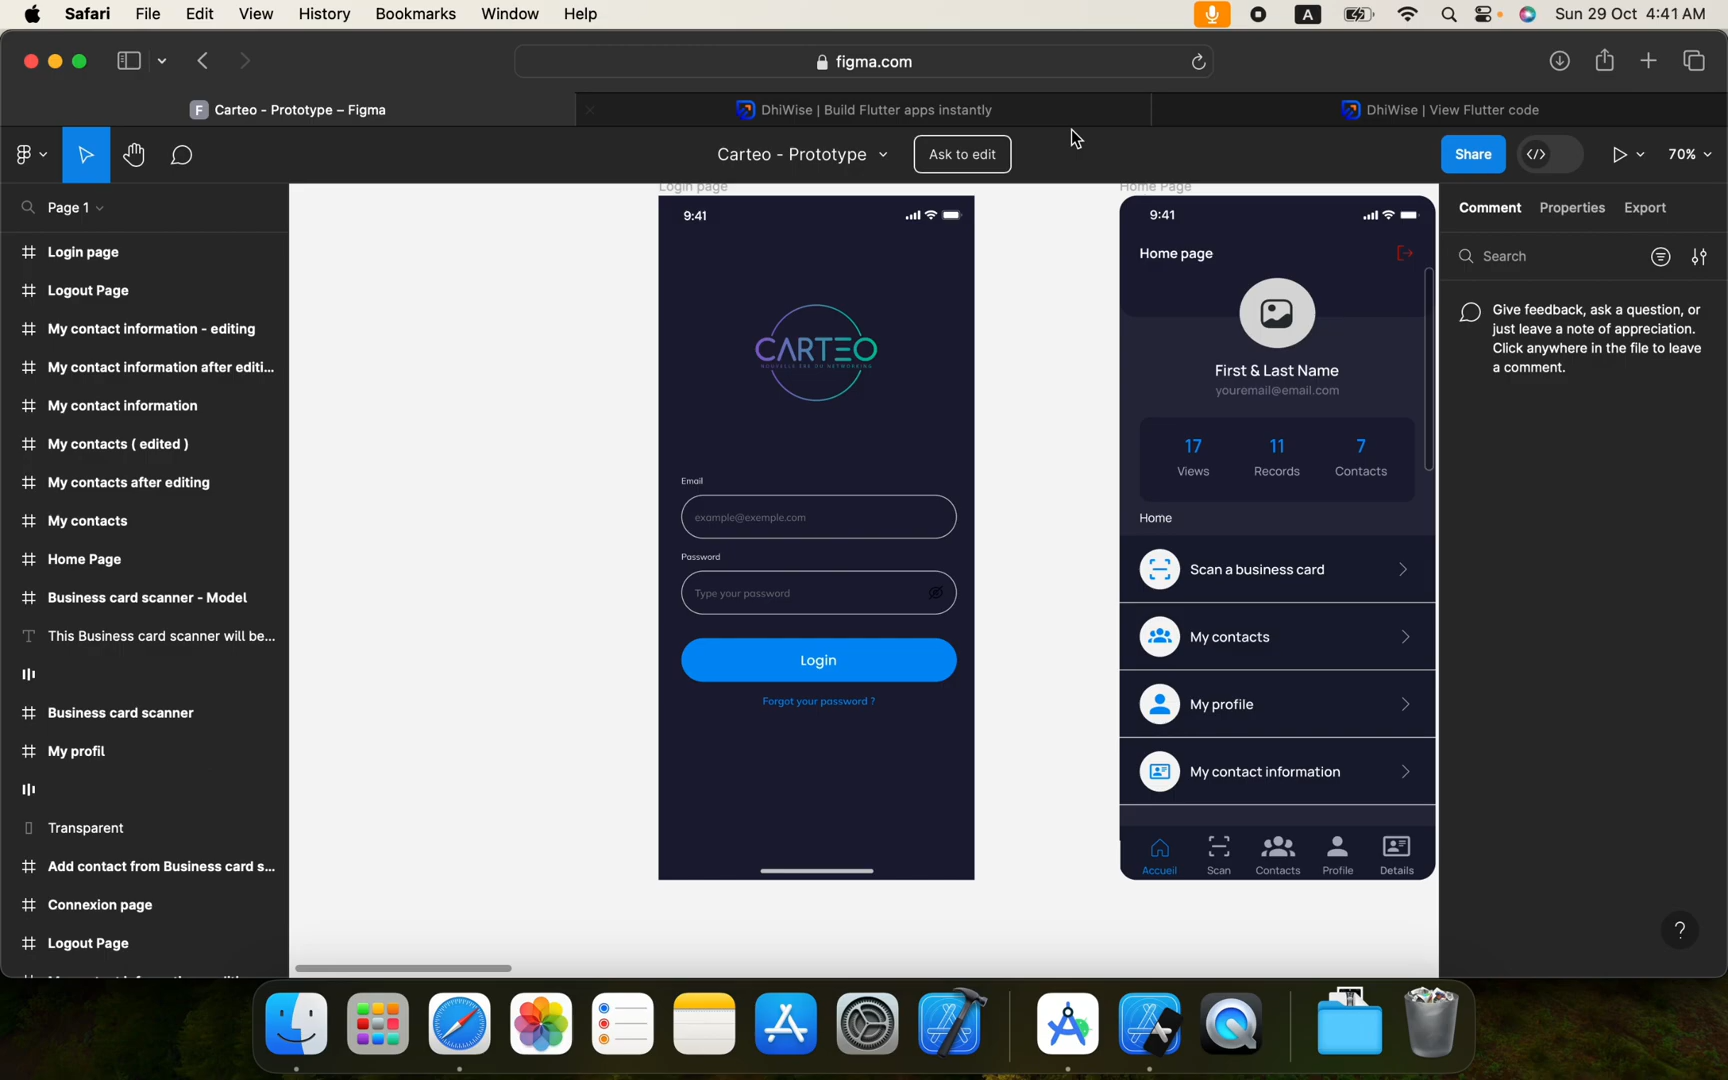 Safari File Edit View History Bookmarks Window Help
A
Sun 29 Oct 4:41 AM
figma.com
F Carteo - Prototype – Figma
DhiWise | Build Flutter apps instantly
DhiWise | View Flutter code
Carteo - Prototype
Ask to edit
Share
70%
Page 1
Login page
Logout Page
My contact information - editing
My contact information after editi...
My contact information
My contacts ( edited )
My contacts after editing
My contacts
Home Page
Business card scanner - Model
This Business card scanner will be...
Business card scanner
My profil
Transparent
Add contact from Business card s...
Connexion page
Logout Page
Login page
9:41
CARTEO
NOUVELLE ÈRE DU NETWORKING
Email
example@exemple.com
Password
Type your password
Login
Forgot your password ?
Home Page
9:41
Home page
First & Last Name
youremail@email.com
17
Views
11
Records
7
Contacts
Home
Scan a business card
My contacts
My profile
My contact information
Accueil
Scan
Contacts
Profile
Details
Comment
Properties
Export
Search
Give feedback, ask a question, or
just leave a note of appreciation.
Click anywhere in the file to leave
a comment.
?